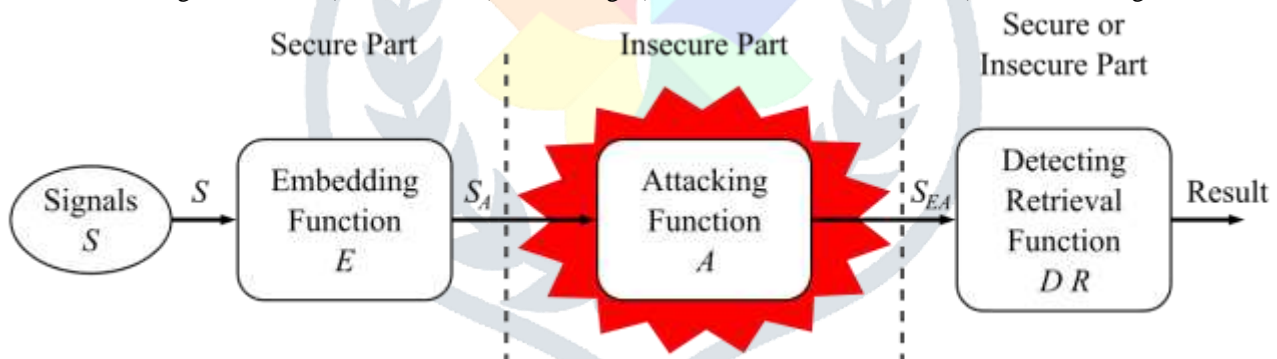 Secure Part
Insecure Part
Secure or
Insecure Part
Signals
S
S
Embedding
Function
E
S_A
Attacking
Function
A
S_EA
Detecting
Retrieval
Function
D R
Result